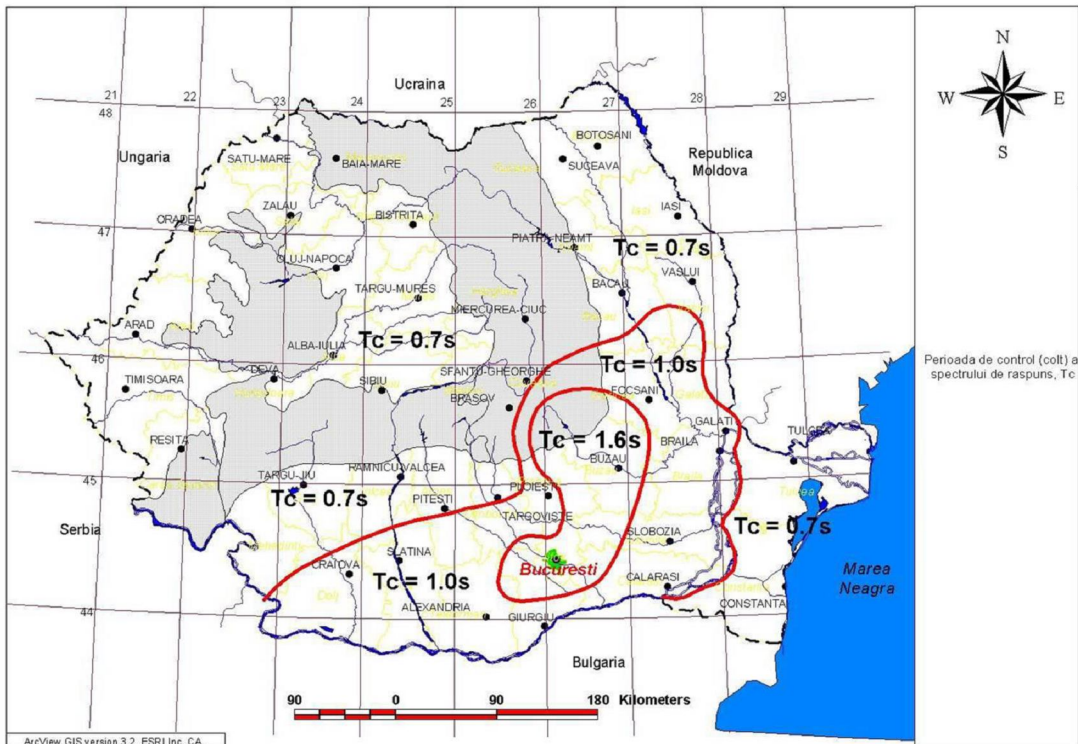 Ucraina
21
22
23
24
25
26
27
28
29
48
47
46
45
44
N
W
E
S
Ungaria
Republica
Moldova
BOTOSANI
SUCEAVA
SATU-MARE
BAIA-MARE
ZALAU
ORADEA
BISTRITA
IASI
PIATRA-NEAMT
Tc = 0.7s
CLUJ-NAPOCA
VASLUI
TARGU-MURES
BACAU
MIERCUREA-CIUC
ARAD
ALBA-IULIA
Tc = 0.7s
Tc = 1.0s
Perioada de control (colt) a
spectrului de raspuns, Tc
DEVA
SFANTU-GHEORGHE
TIMISOARA
SIBIU
FOCSANI
BRASOV
GALATI
TULCEA
Tc = 1.6s
BRAILA
RESITA
BUZAU
TARGU-JIU
RAMNICU-VALCEA
Tc = 0.7s
PITESTI
PLOIESTI
TARGOVISTE
Serbia
SLOBOZIA
Tc = 0.7s
SLATINA
CRAIOVA
Bucuresti
Tc = 1.0s
CALARASI
Marea
Neagra
ALEXANDRIA
GIURGIU
CONSTANTA
Bulgaria
90 0 90 180 Kilometers
ArcView GIS version 3.2, ESRI Inc. CA